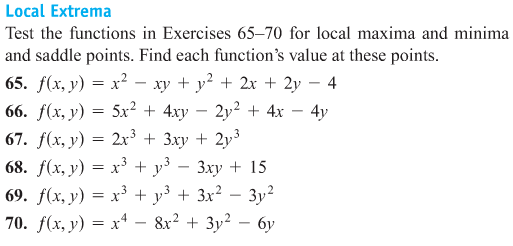 Local Extrema
Test the functions in Exercises 65–70 for local maxima and minima
and saddle points. Find each function's value at these points.
65. f(x, y) = x² − xy + y² + 2x + 2y − 4
66. f(x, y) = 5x² + 4xy − 2y² + 4x − 4y
67. f(x, y) = 2x³ + 3xy + 2y³
68. f(x, y) = x³ + y³ − 3xy + 15
69. f(x, y) = x³ + y³ + 3x² − 3y²
70. f(x, y) = x⁴ − 8x² + 3y² − 6y